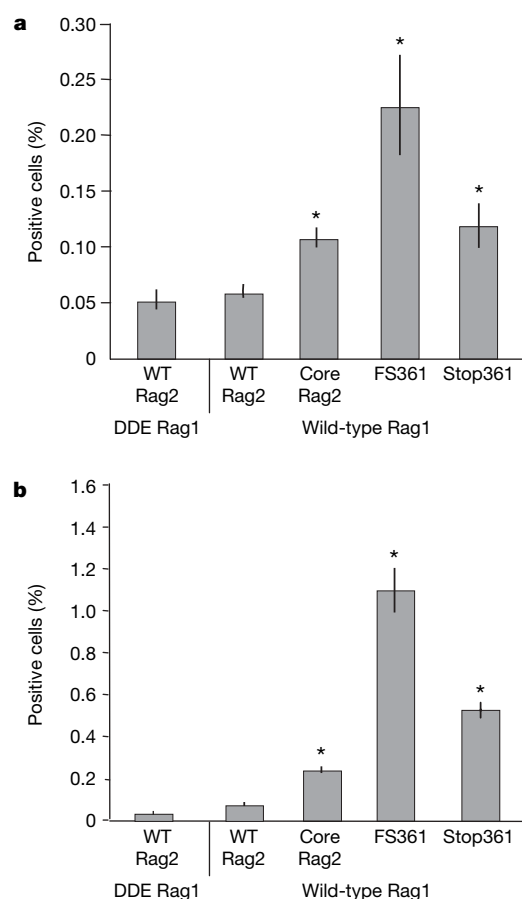 a
Positive cells (%)
0.30
0.25
0.20
0.15
0.10
0.05
0
*
*
*
WT Rag2
WT Rag2
Core Rag2
FS361
Stop361
DDE Rag1
Wild-type Rag1
b
Positive cells (%)
1.6
1.4
1.2
1.0
0.8
0.6
0.4
0.2
0
*
*
*
WT Rag2
WT Rag2
Core Rag2
FS361
Stop361
DDE Rag1
Wild-type Rag1